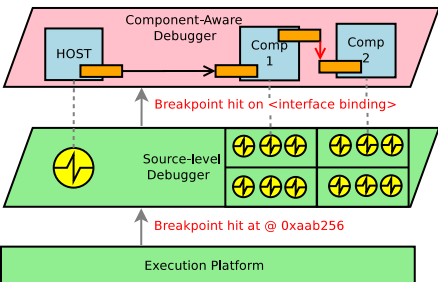 Component-Aware
Debugger
HOST
Comp
1
Comp
2
Breakpoint hit on <interface binding>
Source-level
Debugger
Breakpoint hit at @ 0xaab256
Execution Platform